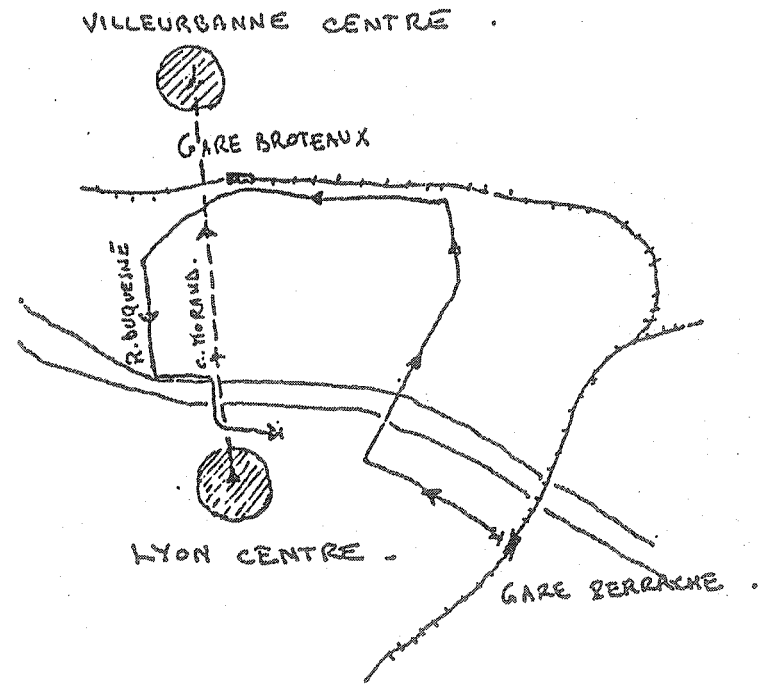 VILLEURBANNE CENTRE .
GARE BROTEAUX
R. DUQUESNE
C. MORAND.
LYON CENTRE .
GARE PERRACHE .